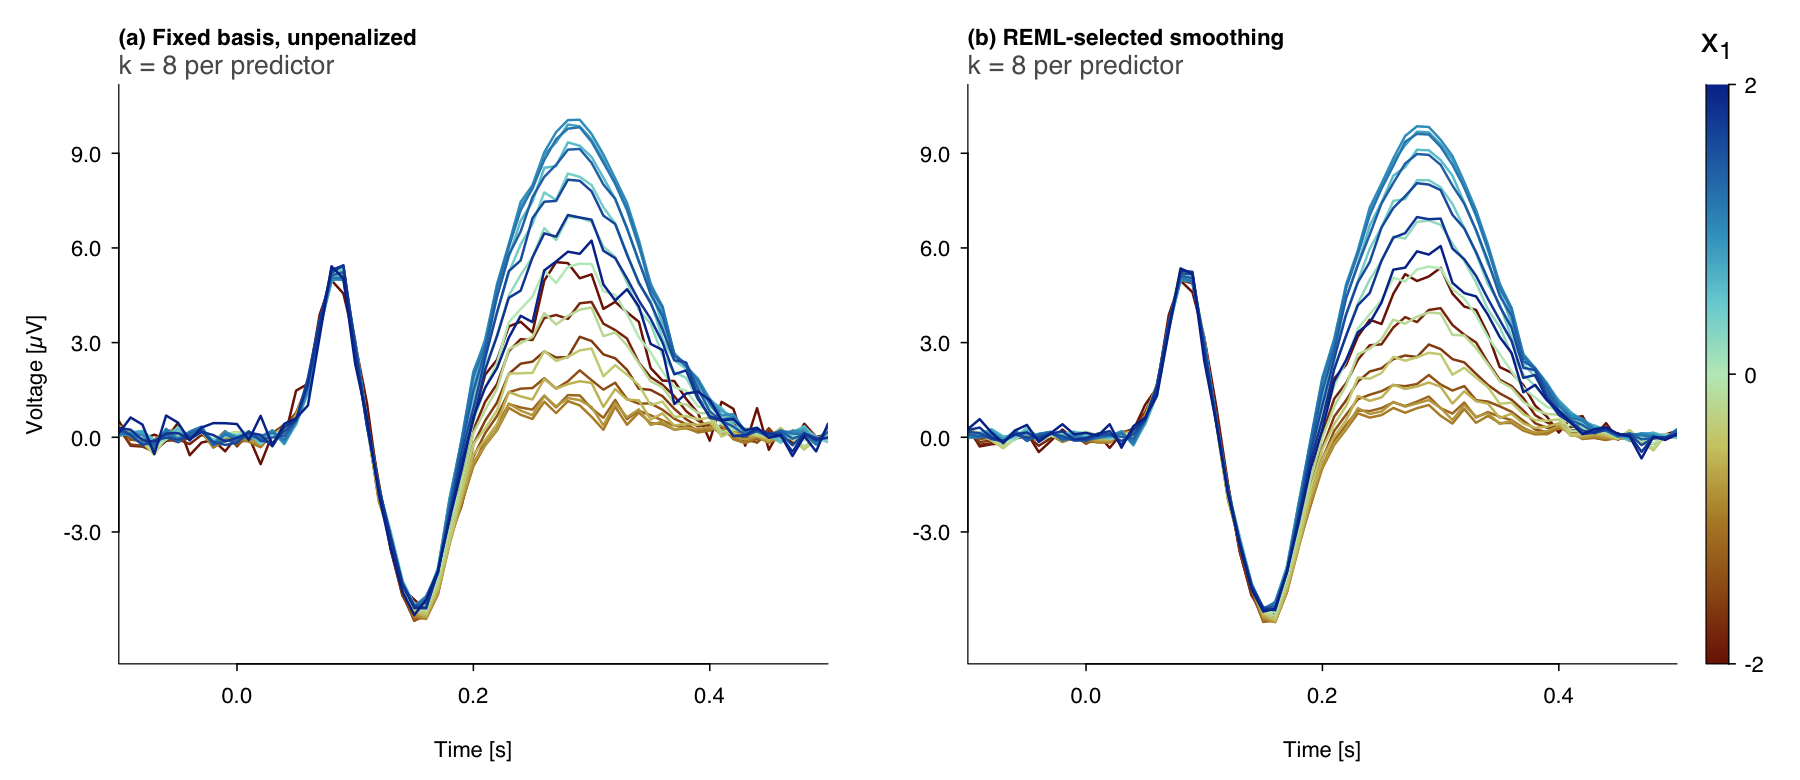 (a) Fixed basis, unpenalized
k = 8 per predictor
9.0
6.0
3.0
0.0
-3.0
Voltage [µV]
0.0 0.2 0.4
Time [s]
(b) REML-selected smoothing
k = 8 per predictor
9.0
6.0
3.0
0.0
-3.0
0.0 0.2 0.4
Time [s]
x₁
2
0
-2